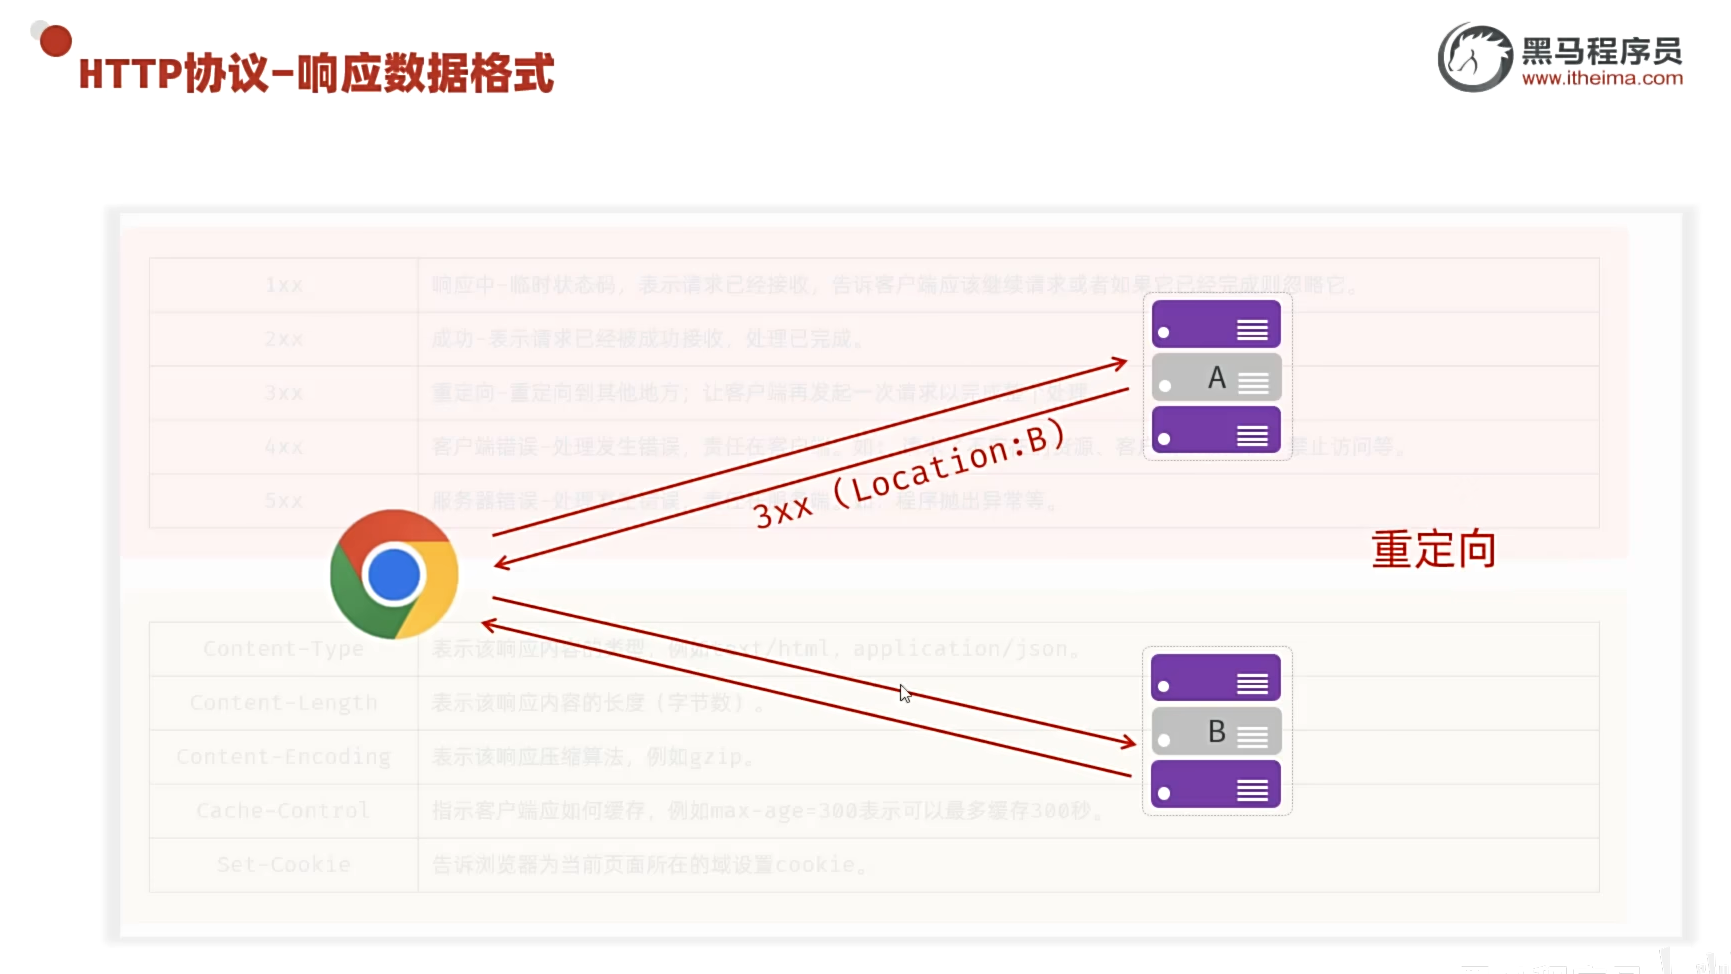 HTTP协议-响应数据格式
黑马程序员
www.itheima.com
1xx 响应中-临时状态码，表示请求已经接收，告诉客户端应该继续请求或者如果它已经完成则忽略它。
2xx 成功-表示请求已经被成功接收，处理已完成。
3xx 重定向-重定向到其他地方；让客户端再发起一次请求以完成整个处理
A
4xx 客户端错误-处理发生错误，责任在客户端。如： 资源、客 禁止访问等。
3xx (Location:B)
5xx 服务器错误-处理发生错误，责任在服务端 程序抛出异常等。
重定向
Content-Type 表示该响应内容的类型，例如text/html，application/json。
Content-Length 表示该响应内容的长度（字节数）。
B
Content-Encoding 表示该响应压缩算法，例如gzip。
Cache-Control 指示客户端应如何缓存，例如max-age=300表示可以最多缓存300秒。
Set-Cookie 告诉浏览器为当前页面所在的域设置cookie。